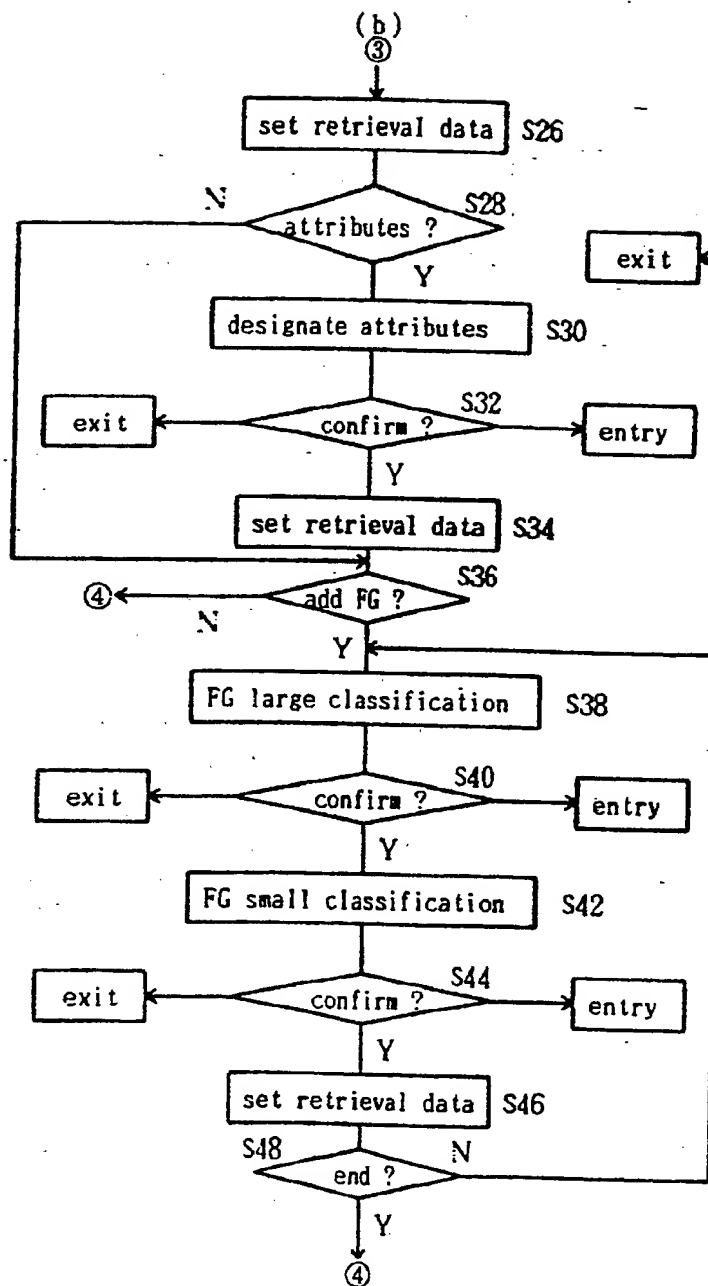 (b)
③
set retrieval data S26
N
attributes ? S28
exit
Y
designate attributes S30
exit
confirm ? S32
entry
Y
set retrieval data S34
④
N
add FG ? S36
Y
FG large classification S38
exit
confirm ? S40
entry
Y
FG small classification S42
exit
confirm ? S44
entry
Y
set retrieval data S46
S48
end ?
N
Y
④